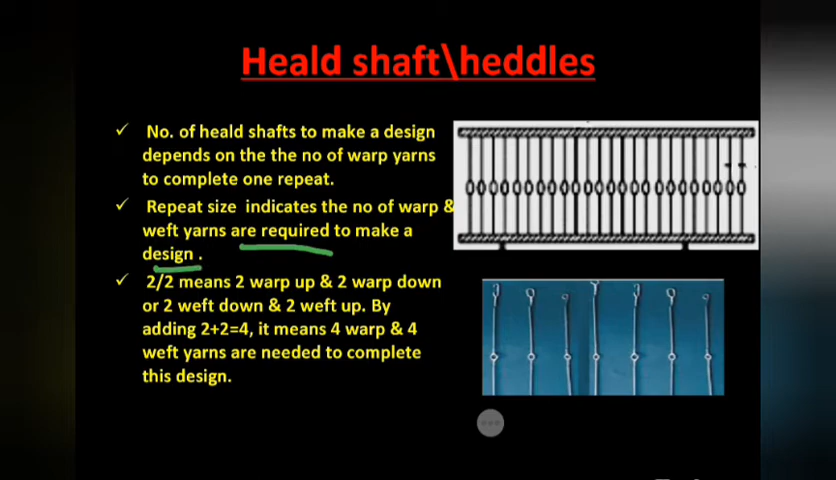 Heald shaft\heddles
✓ No. of heald shafts to make a design
depends on the the no of warp yarns
to complete one repeat.
✓ Repeat size indicates the no of warp &
weft yarns are required to make a
design .
✓ 2/2 means 2 warp up & 2 warp down
or 2 weft down & 2 weft up. By
adding 2+2=4, it means 4 warp & 4
weft yarns are needed to complete
this design.